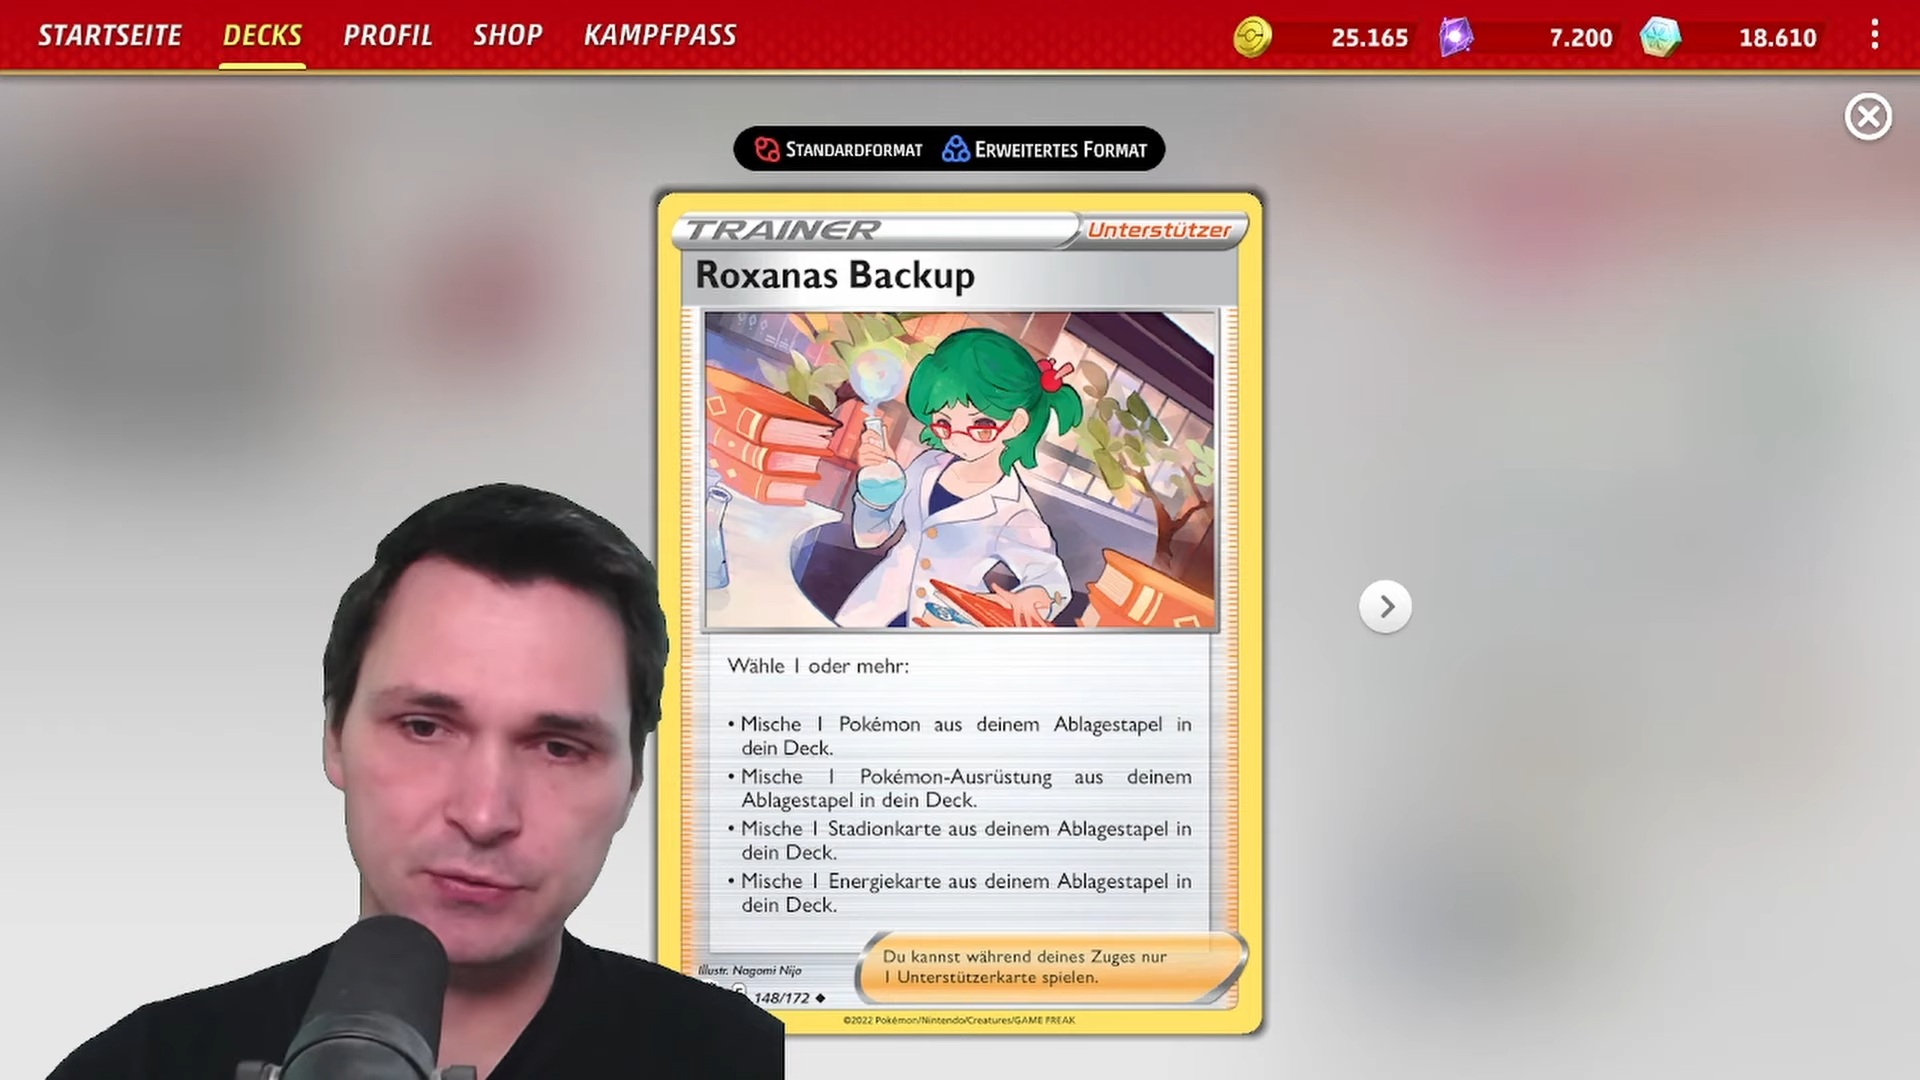 STARTSEITE DECKS PROFIL SHOP KAMPFPASS 25.165 7.200 18.610
STANDARDFORMAT ERWEITERTES FORMAT
TRAINER Unterstützer
Roxanas Backup
Wähle 1 oder mehr:
• Mische 1 Pokémon aus deinem Ablagestapel in
dein Deck.
• Mische 1 Pokémon-Ausrüstung aus deinem
Ablagestapel in dein Deck.
• Mische 1 Stadionkarte aus deinem Ablagestapel in
dein Deck.
• Mische 1 Energiekarte aus deinem Ablagestapel in
dein Deck.
Du kannst während deines Zuges nur
1 Unterstützerkarte spielen.
Illustr. Nagomi Nijo
148/172
©2022 Pokémon/Nintendo/Creatures/GAME FREAK